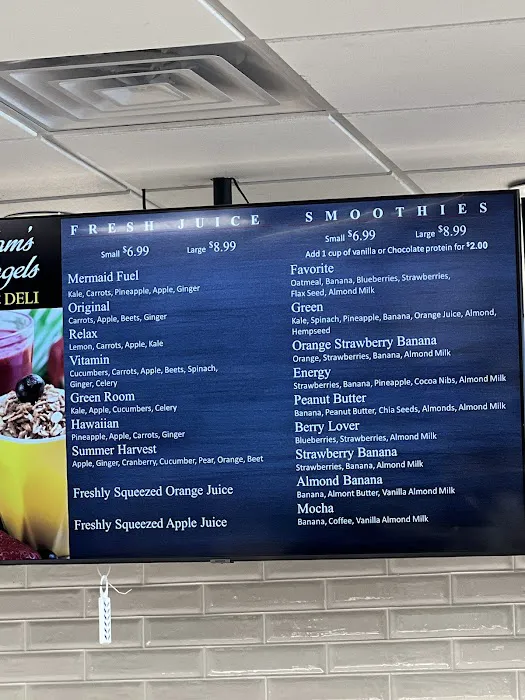 am's
gels
DELI
FRESH JUICE
Small $6.99 Large $8.99
Mermaid Fuel
Kale, Carrots, Pineapple, Apple, Ginger
Original
Carrots, Apple, Beets, Ginger
Relax
Lemon, Carrots, Apple, Kale
Vitamin
Cucumbers, Carrots, Apple, Beets, Spinach,
Ginger, Celery
Green Room
Kale, Apple, Cucumbers, Celery
Hawaiian
Pineapple, Apple, Carrots, Ginger
Summer Harvest
Apple, Ginger, Cranberry, Cucumber, Pear, Orange, Beet
Freshly Squeezed Orange Juice
Freshly Squeezed Apple Juice
SMOOTHIES
Small $6.99 Large $8.99
Add 1 cup of vanilla or Chocolate protein for $2.00
Favorite
Oatmeal, Banana, Blueberries, Strawberries,
Flax Seed, Almond Milk
Green
Kale, Spinach, Pineapple, Banana, Orange Juice, Almond,
Hempseed
Orange Strawberry Banana
Orange, Strawberries, Banana, Almond Milk
Energy
Strawberries, Banana, Pineapple, Cocoa Nibs, Almond Milk
Peanut Butter
Banana, Peanut Butter, Chia Seeds, Almonds, Almond Milk
Berry Lover
Blueberries, Strawberries, Almond Milk
Strawberry Banana
Strawberries, Banana, Almond Milk
Almond Banana
Banana, Almont Butter, Vanilla Almond Milk
Mocha
Banana, Coffee, Vanilla Almond Milk